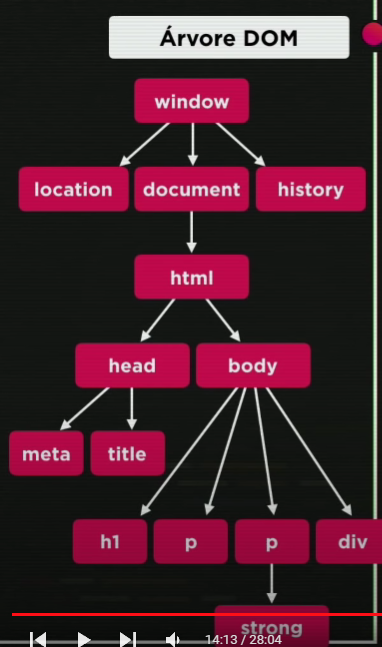 Árvore DOM
window
location document history
html
head body
meta title
h1 p p div
strong
14:13 / 28:04